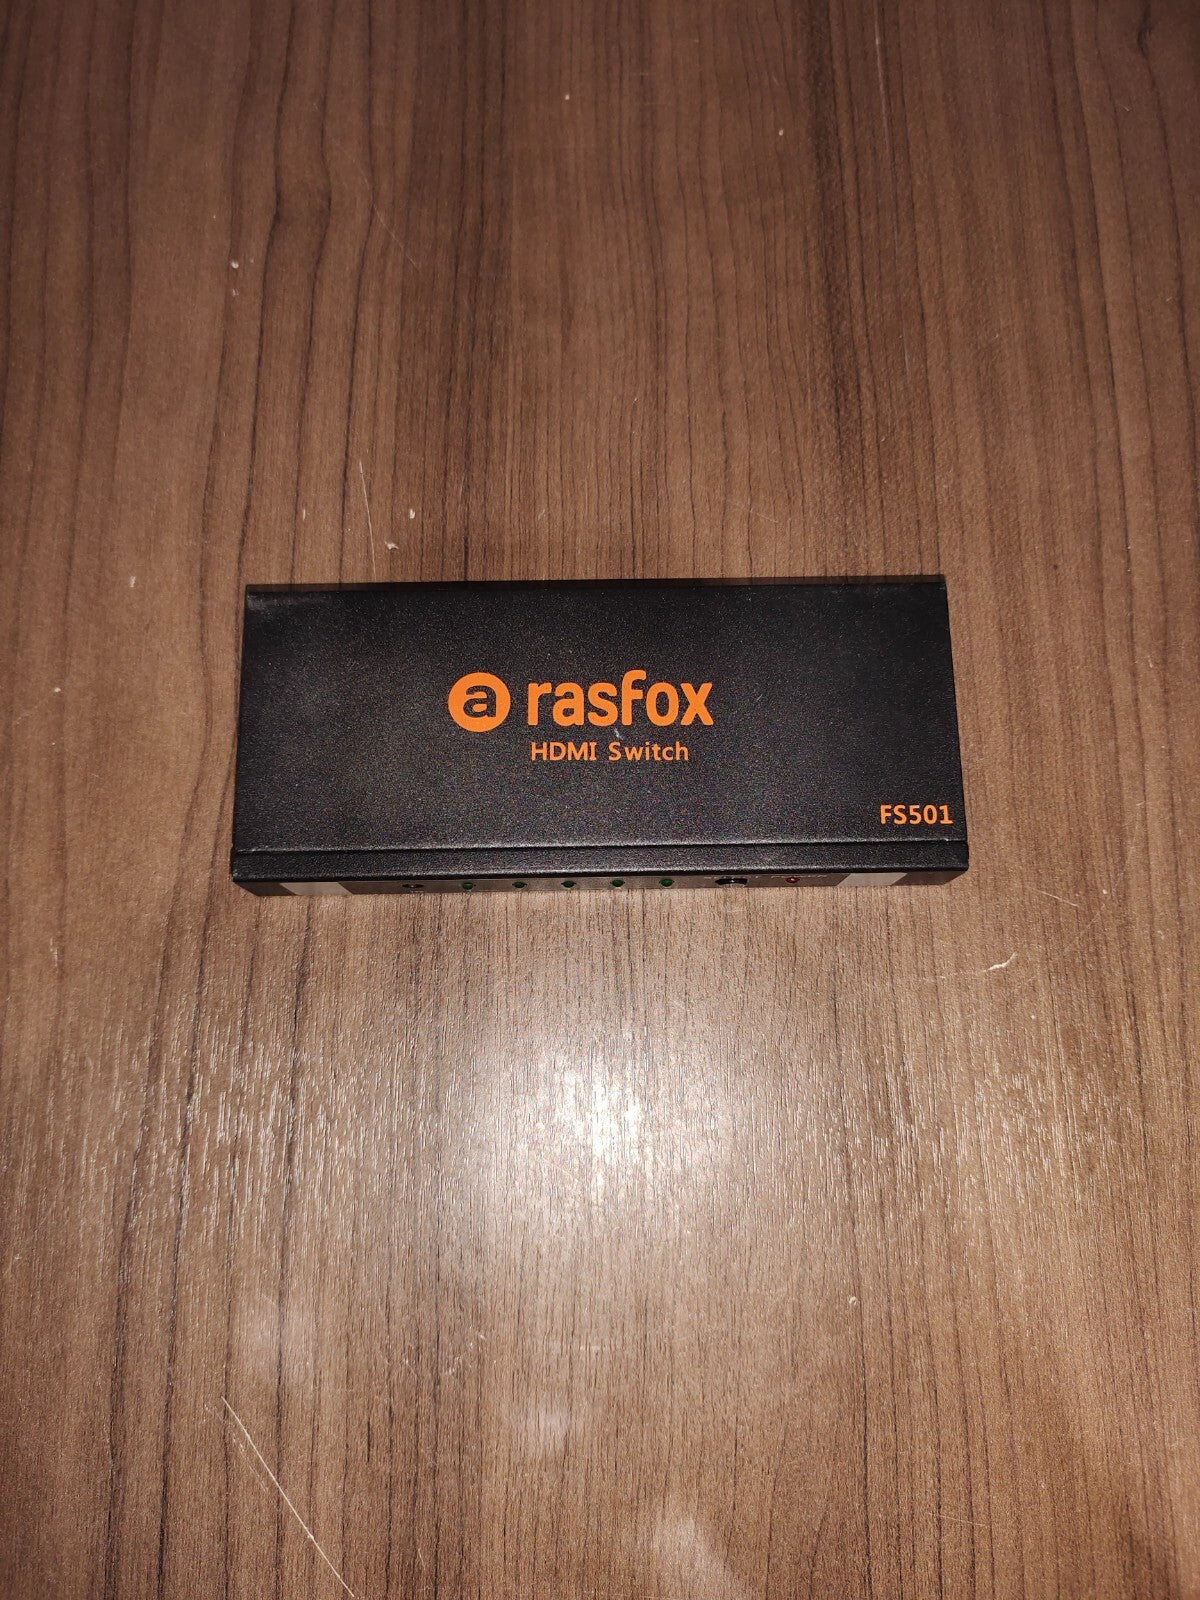 a rasfox
HDMI Switch
FS501